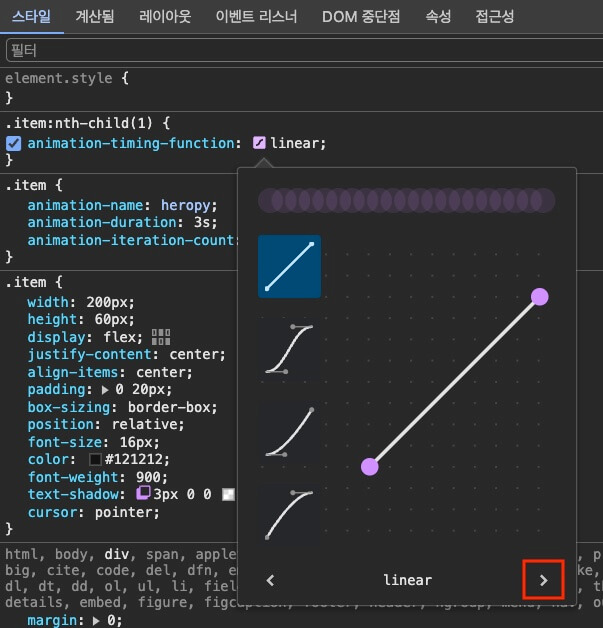 스타일 계산됨 레이아웃 이벤트 리스너 DOM 중단점 속성 접근성
필터
element.style {
}
.item:nth-child(1) {
animation-timing-function: linear;
}
.item {
animation-name: heropy;
animation-duration: 3s;
animation-iteration-count:
}
.item {
width: 200px;
height: 60px;
display: flex;
justify-content: center;
align-items: center;
padding: 0 20px;
box-sizing: border-box;
position: relative;
font-size: 16px;
color: #121212;
font-weight: 900;
text-shadow: 3px 0 0
cursor: pointer;
}
linear
html, body, div, span, apple
big, cite, code, del, dfn, e
dl, dt, dd, ol, ul, li, fiel
details, embed, figure, figcaption, footer, header, hgroup, menu, nav, ou
margin: 0;